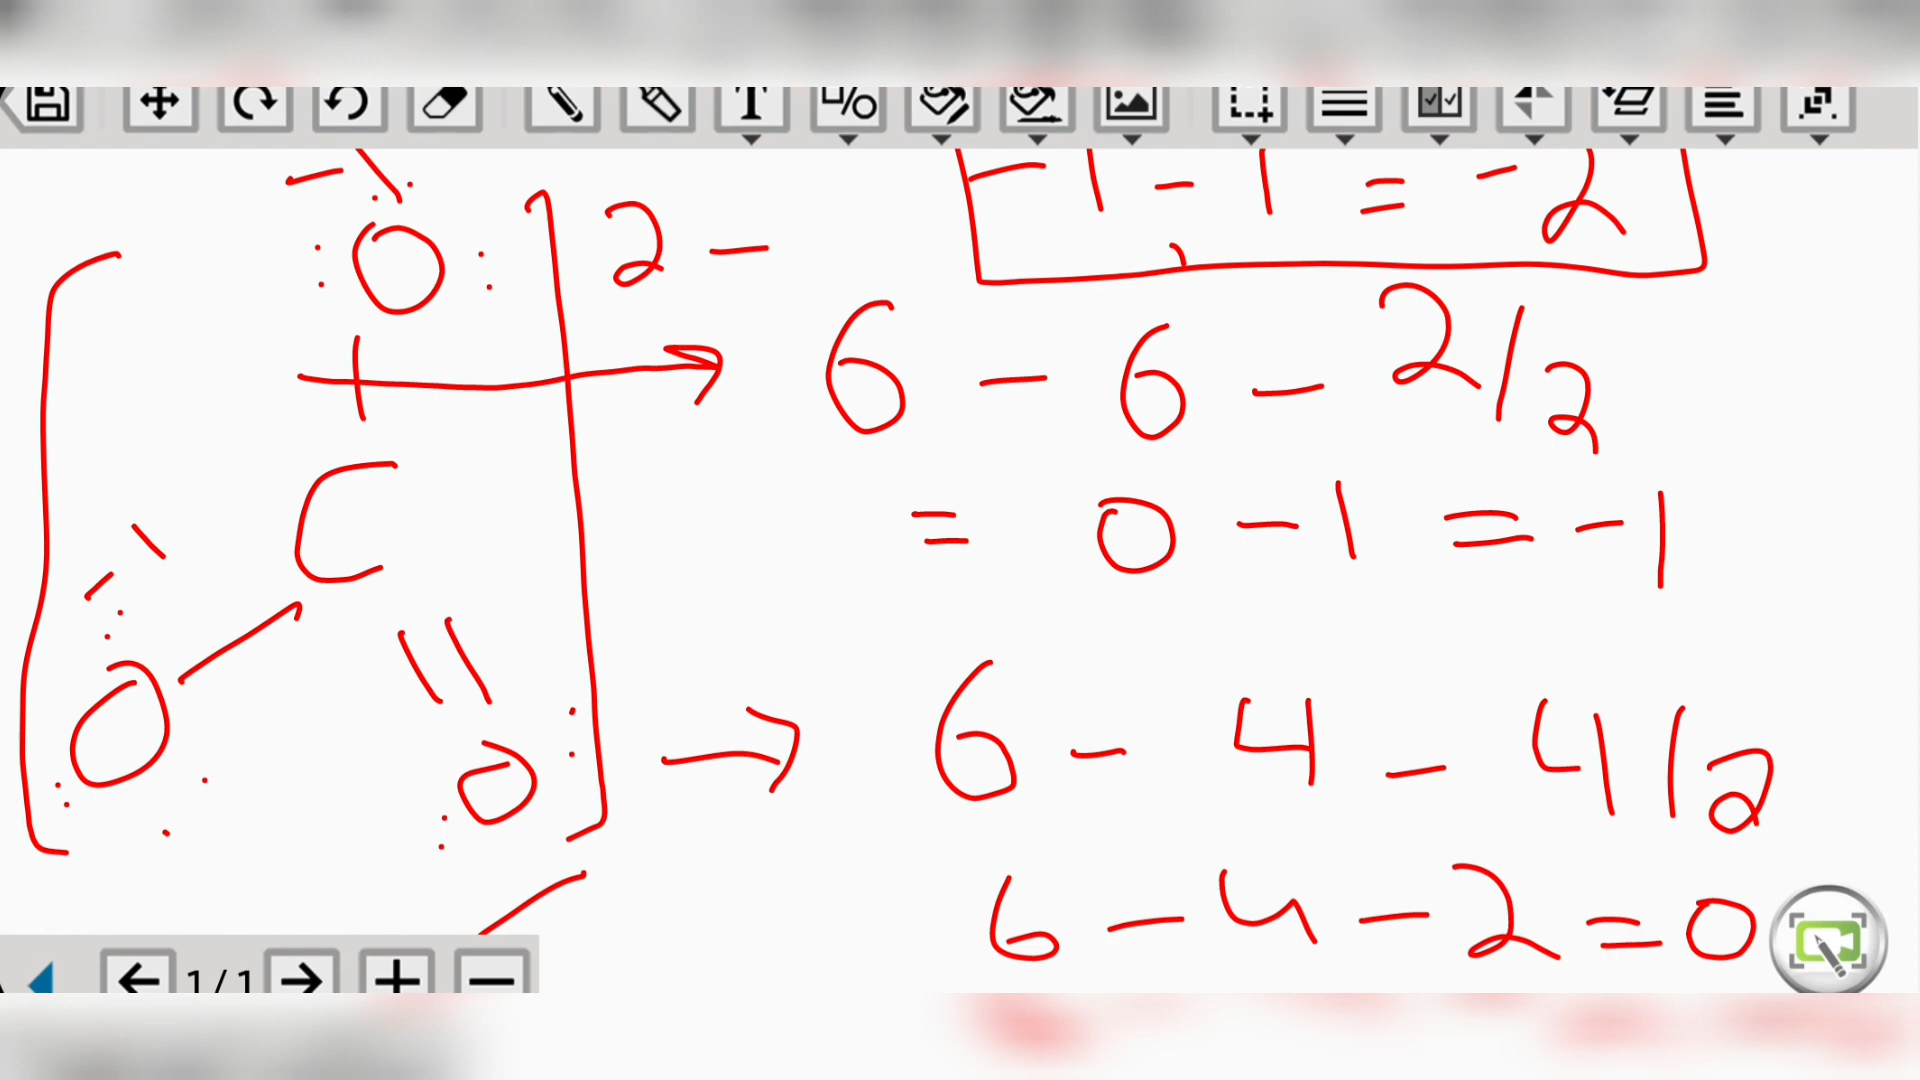 - 1 - 1 = - 2
O ] 2 -
6 - 6 - 2/2
= 0 - 1 = - 1
C
O
O
6 - 4 - 4/2
6 - 4 - 2 = 0
1 / 1